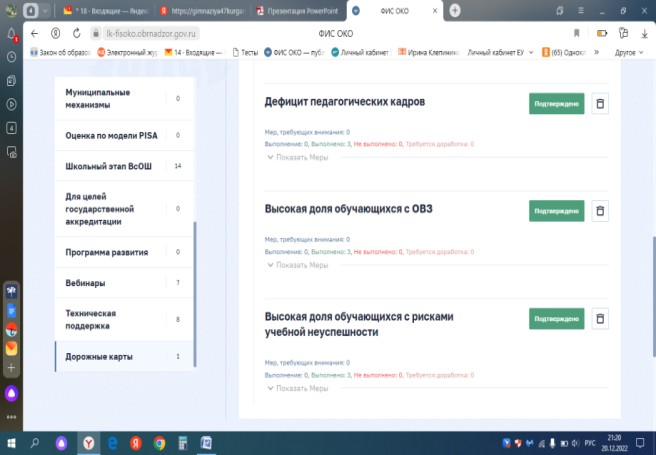 * 18 - Входящие — Яндекс
https://gimnaziya47kurgan
Презентация PowerPoint
ФИС ОКО
lk-fisoko.obrnadzor.gov.ru
ФИС ОКО
Закон об образов
Электронный жур
14 - Входящие —
Тесты
ФИС ОКО — публ
Личный кабинет
Ирина Клепинин
Личный кабинет ЕУ
(65) Однокл
»
Другое
Муниципальные
механизмы 0
Оценка по модели PISA 0
Школьный этап ВсОШ 14
Для целей
государственной 0
аккредитации
Программа развития 0
Вебинары 7
Техническая
поддержка 8
Дорожные карты 1
Дефицит педагогических кадров
Подтверждено
Мер, требующих внимания: 0
Выполнение: 0, Выполнено: 3, Не выполнено: 0, Требуется доработка: 0
Показать Меры
Высокая доля обучающихся с ОВЗ
Подтверждено
Мер, требующих внимания: 0
Выполнение: 0, Выполнено: 3, Не выполнено: 0, Требуется доработка: 0
Показать Меры
Высокая доля обучающихся с рисками
учебной неуспешности
Подтверждено
Мер, требующих внимания: 0
Выполнение: 0, Выполнено: 3, Не выполнено: 0, Требуется доработка: 0
Показать Меры
РУС
21:20
20.12.2022